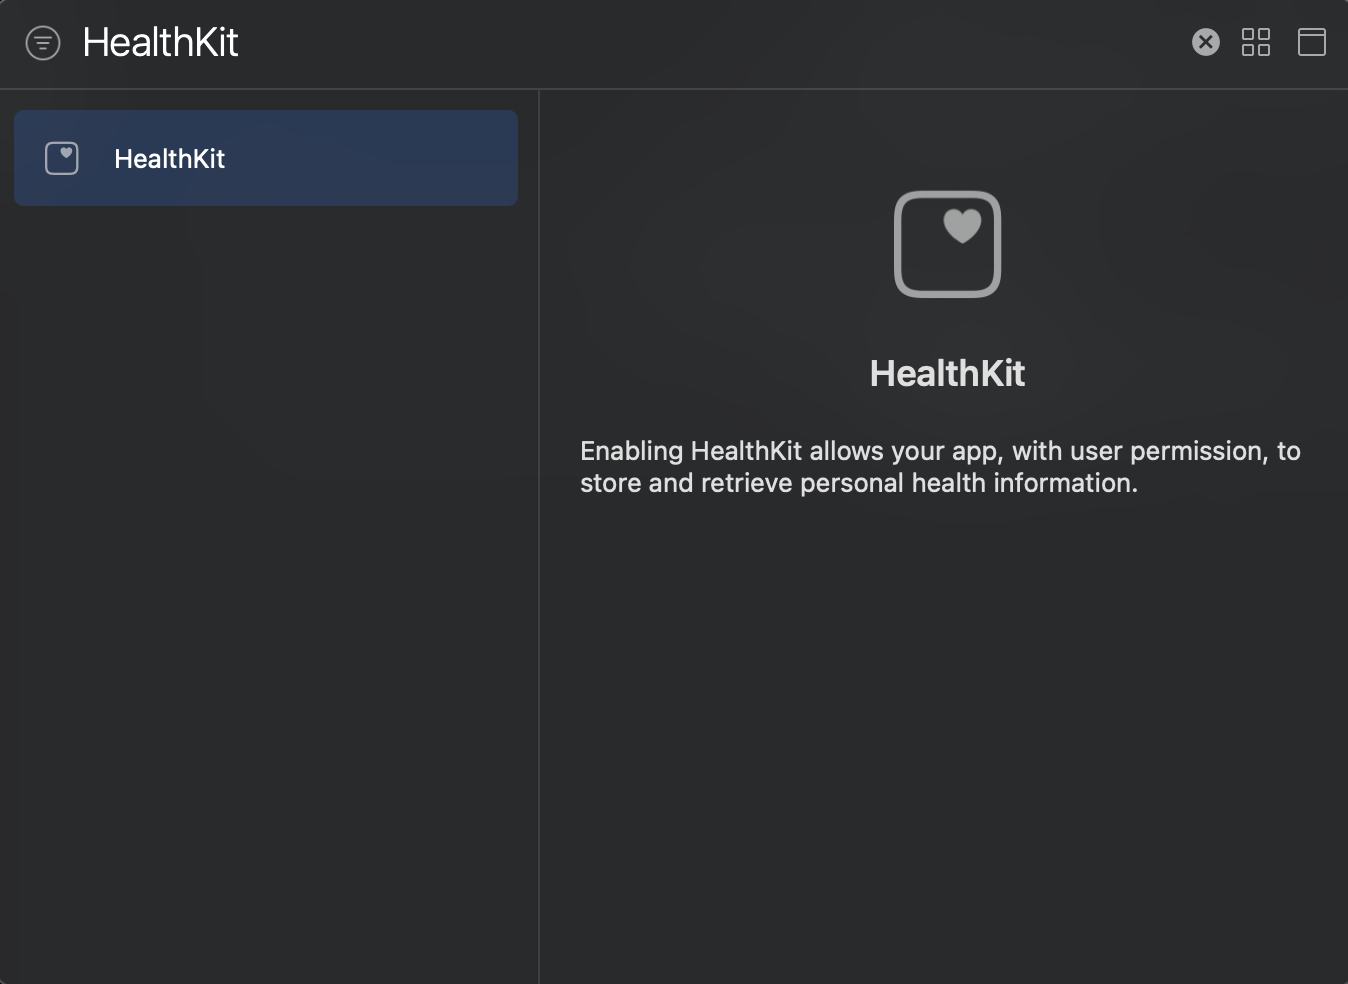 HealthKit
HealthKit
HealthKit
Enabling HealthKit allows your app, with user permission, to
store and retrieve personal health information.